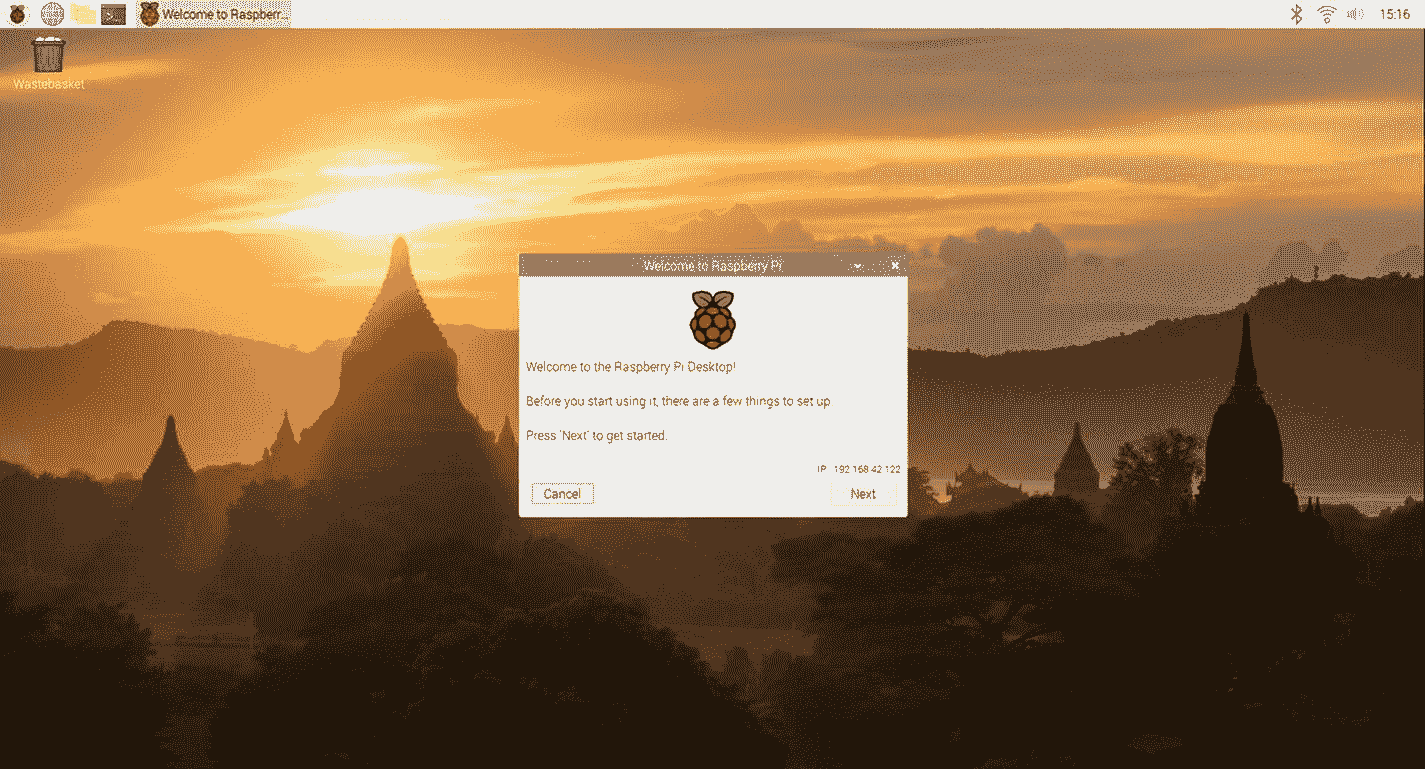 Welcome to Raspberr...
15:16
Wastebasket
Welcome to Raspberry Pi
Welcome to the Raspberry Pi Desktop!
Before you start using it, there are a few things to set up
Press 'Next' to get started.
IP : 192.168.42.122
Cancel
Next